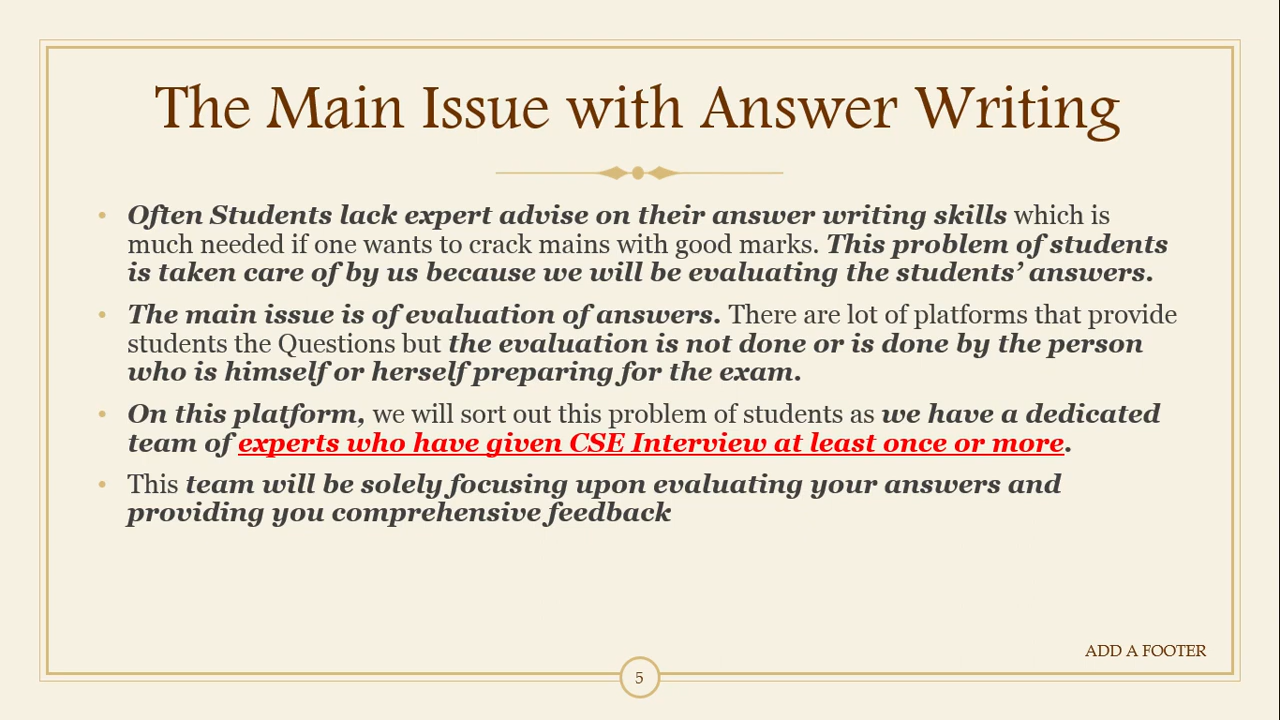 The Main Issue with Answer Writing
• Often Students lack expert advise on their answer writing skills which is
much needed if one wants to crack mains with good marks. This problem of students
is taken care of by us because we will be evaluating the students’ answers.
• The main issue is of evaluation of answers. There are lot of platforms that provide
students the Questions but the evaluation is not done or is done by the person
who is himself or herself preparing for the exam.
• On this platform, we will sort out this problem of students as we have a dedicated
team of experts who have given CSE Interview at least once or more.
• This team will be solely focusing upon evaluating your answers and
providing you comprehensive feedback
ADD A FOOTER
5